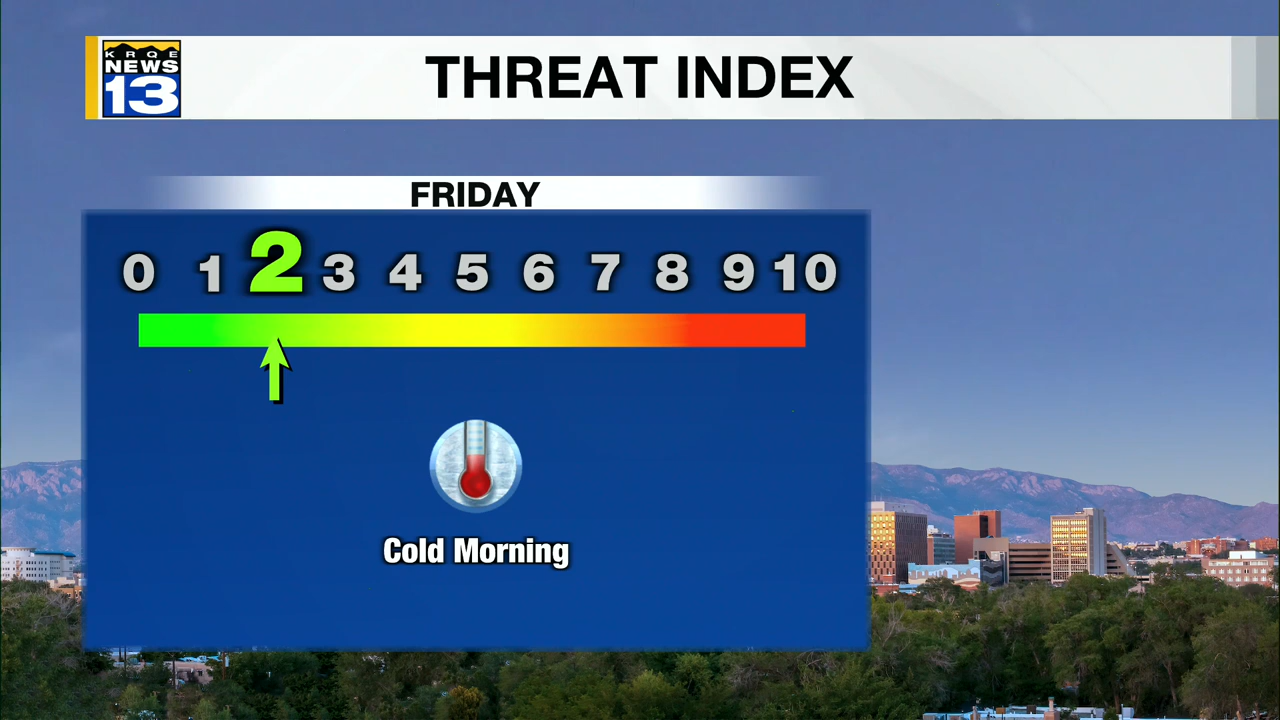 KRQE
NEWS
13
THREAT INDEX
FRIDAY
0 1 2 3 4 5 6 7 8 9 10
Cold Morning